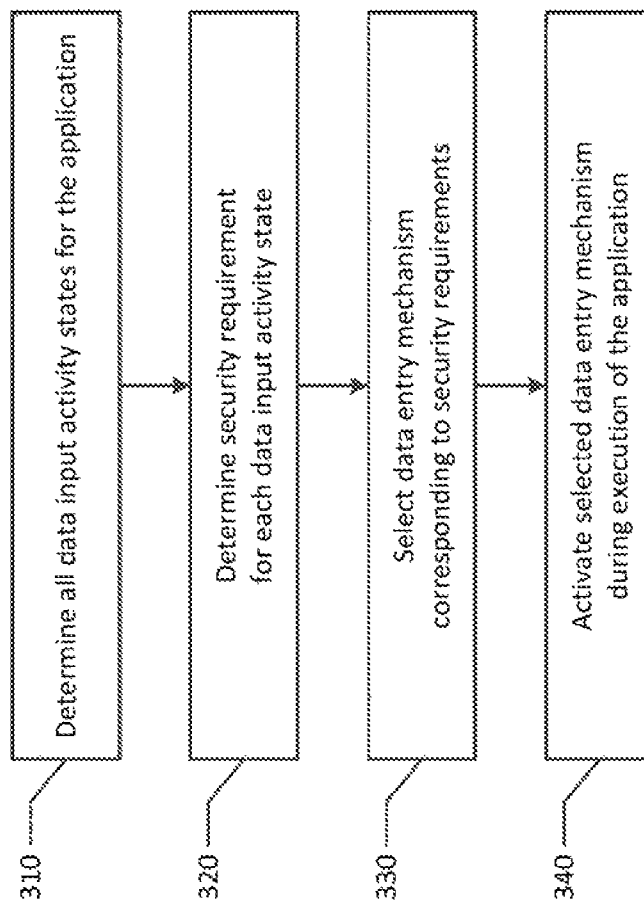 310
Determine all data input activity states for the application
320
Determine security requirement
for each data input activity state
330
Select data entry mechanism
corresponding to security requirements
340
Activate selected data entry mechanism
during execution of the application